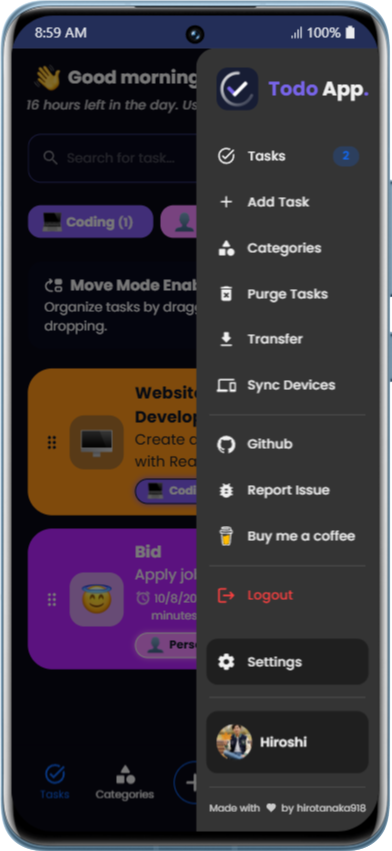 8:59 AM
100%
👋 Good morning
16 hours left in the day. Us
Search for task...
Coding (1)
Move Mode Enab
Organize tasks by drag
dropping.
Website
Develop
Create a
with Rea
Codi
Bid
Apply jol
10/8/20
minutes
Pers
Tasks
Categories
Todo App.
Tasks
2
Add Task
Categories
Purge Tasks
Transfer
Sync Devices
Github
Report Issue
Buy me a coffee
Logout
Settings
Hiroshi
Made with ♥ by hirotanaka918